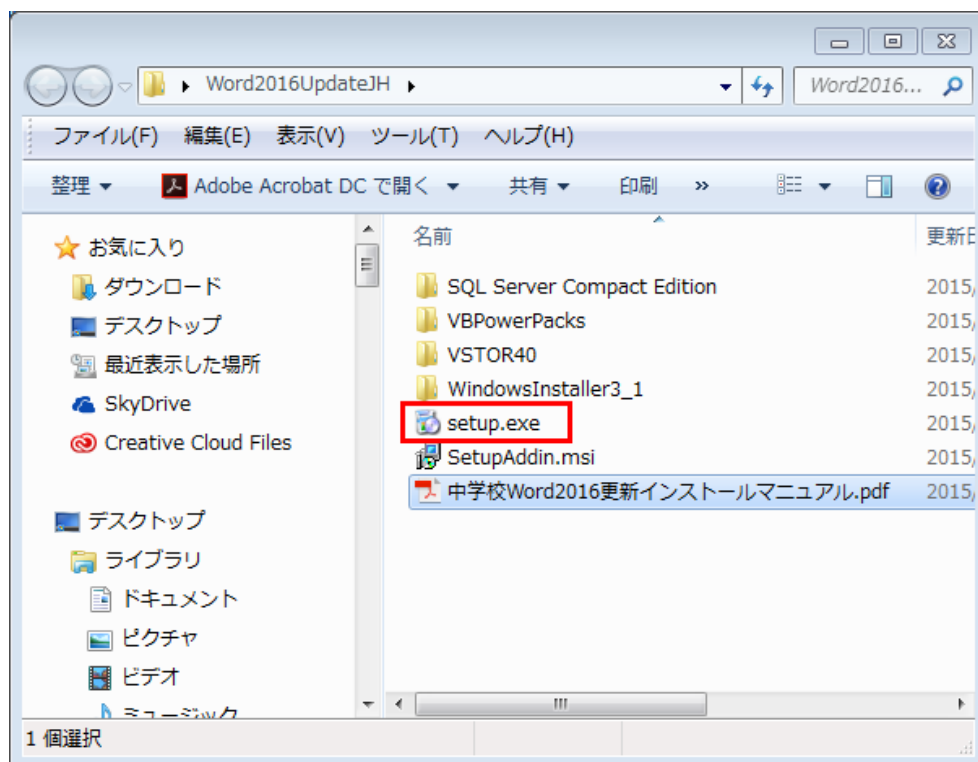 Word2016UpdateJH
Word2016...
ファイル(F) 編集(E) 表示(V) ツール(T) ヘルプ(H)
整理 Adobe Acrobat DC で開く 共有 印刷 »
お気に入り
ダウンロード
デスクトップ
最近表示した場所
SkyDrive
Creative Cloud Files
デスクトップ
ライブラリ
ドキュメント
ピクチャ
ビデオ
ミュージック
名前 更新日
SQL Server Compact Edition 2015/
VBPowerPacks 2015/
VSTOR40 2015/
WindowsInstaller3_1 2015/
setup.exe 2015/
SetupAddin.msi 2015/
中学校Word2016更新インストールマニュアル.pdf 2015/
1 個選択